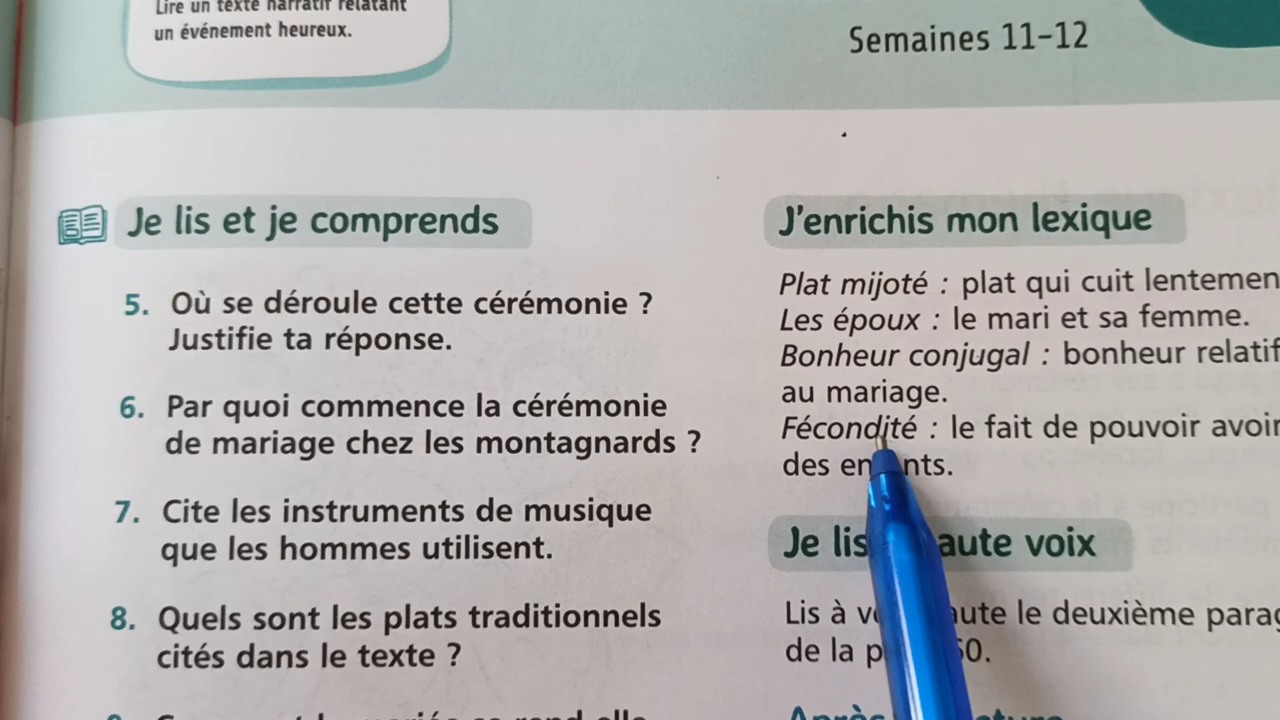 Lire un texte narratif relatant
un événement heureux.
Semaines 11-12
Je lis et je comprends
5. Où se déroule cette cérémonie ?
Justifie ta réponse.
6. Par quoi commence la cérémonie
de mariage chez les montagnards ?
7. Cite les instruments de musique
que les hommes utilisent.
8. Quels sont les plats traditionnels
cités dans le texte ?
J'enrichis mon lexique
Plat mijoté : plat qui cuit lentemen
Les époux : le mari et sa femme.
Bonheur conjugal : bonheur relatif
au mariage.
Fécondité : le fait de pouvoir avoir
des en nts.
Je lis aute voix
Lis à v aute le deuxième parag
de la p 60.